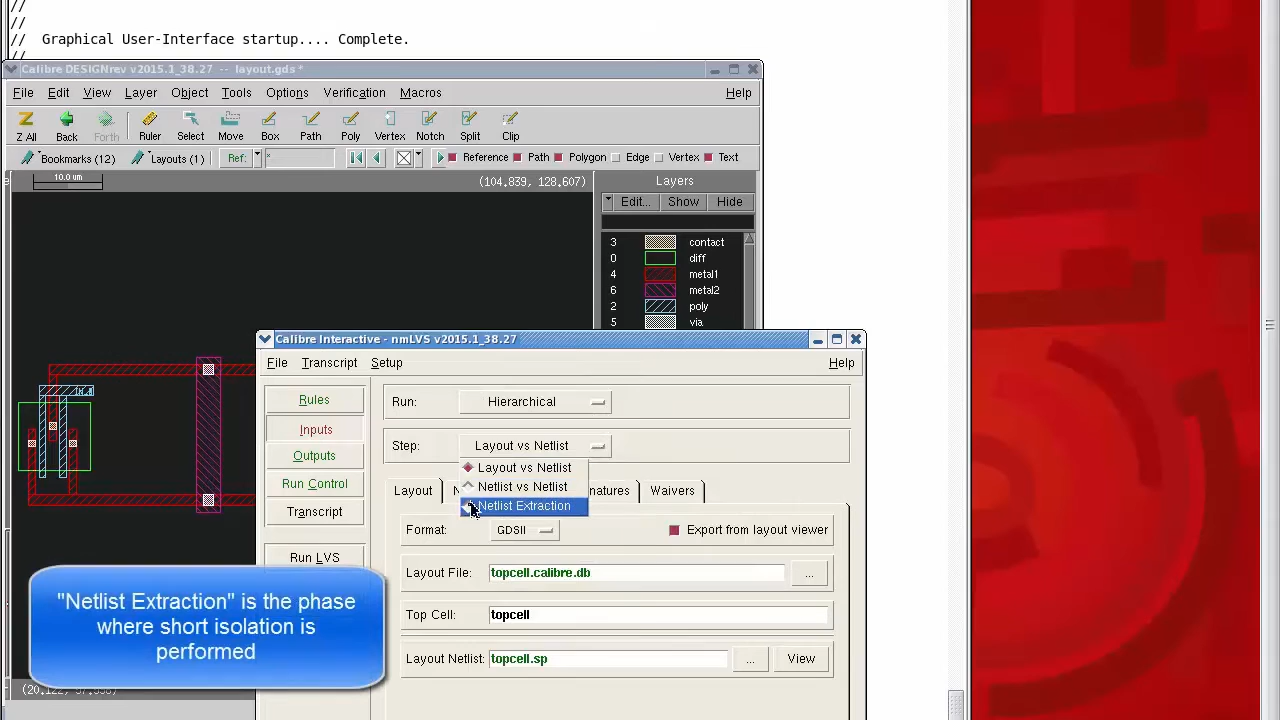 //
//
//  Graphical User-Interface startup.... Complete.
//
Calibre DESIGNrev v2015.1_38.27 -- layout.gds *
File Edit View Layer Object Tools Options Verification Macros Help
Z All Back Forth Ruler Select Move Box Path Poly Vertex Notch Split Clip
Bookmarks (12) Layouts (1) Ref: * Reference Path Polygon Edge Vertex Text
10.0 um (104.839, 128.607) Layers
Edit... Show Hide
3 contact
0 diff
4 metal1
6 metal2
2 poly
5 via
Calibre Interactive - nmLVS v2015.1_38.27
File Transcript Setup Help
Rules
Inputs
Outputs
Run Control
Transcript
Run LVS
Run: Hierarchical
Step: Layout vs Netlist
Layout vs Netlist
Netlist vs Netlist
Netlist Extraction
Layout natures Waivers
Format: GDSII Export from layout viewer
Layout File: topcell.calibre.db ...
Top Cell: topcell
Layout Netlist: topcell.sp ... View
"Netlist Extraction" is the phase
where short isolation is
performed